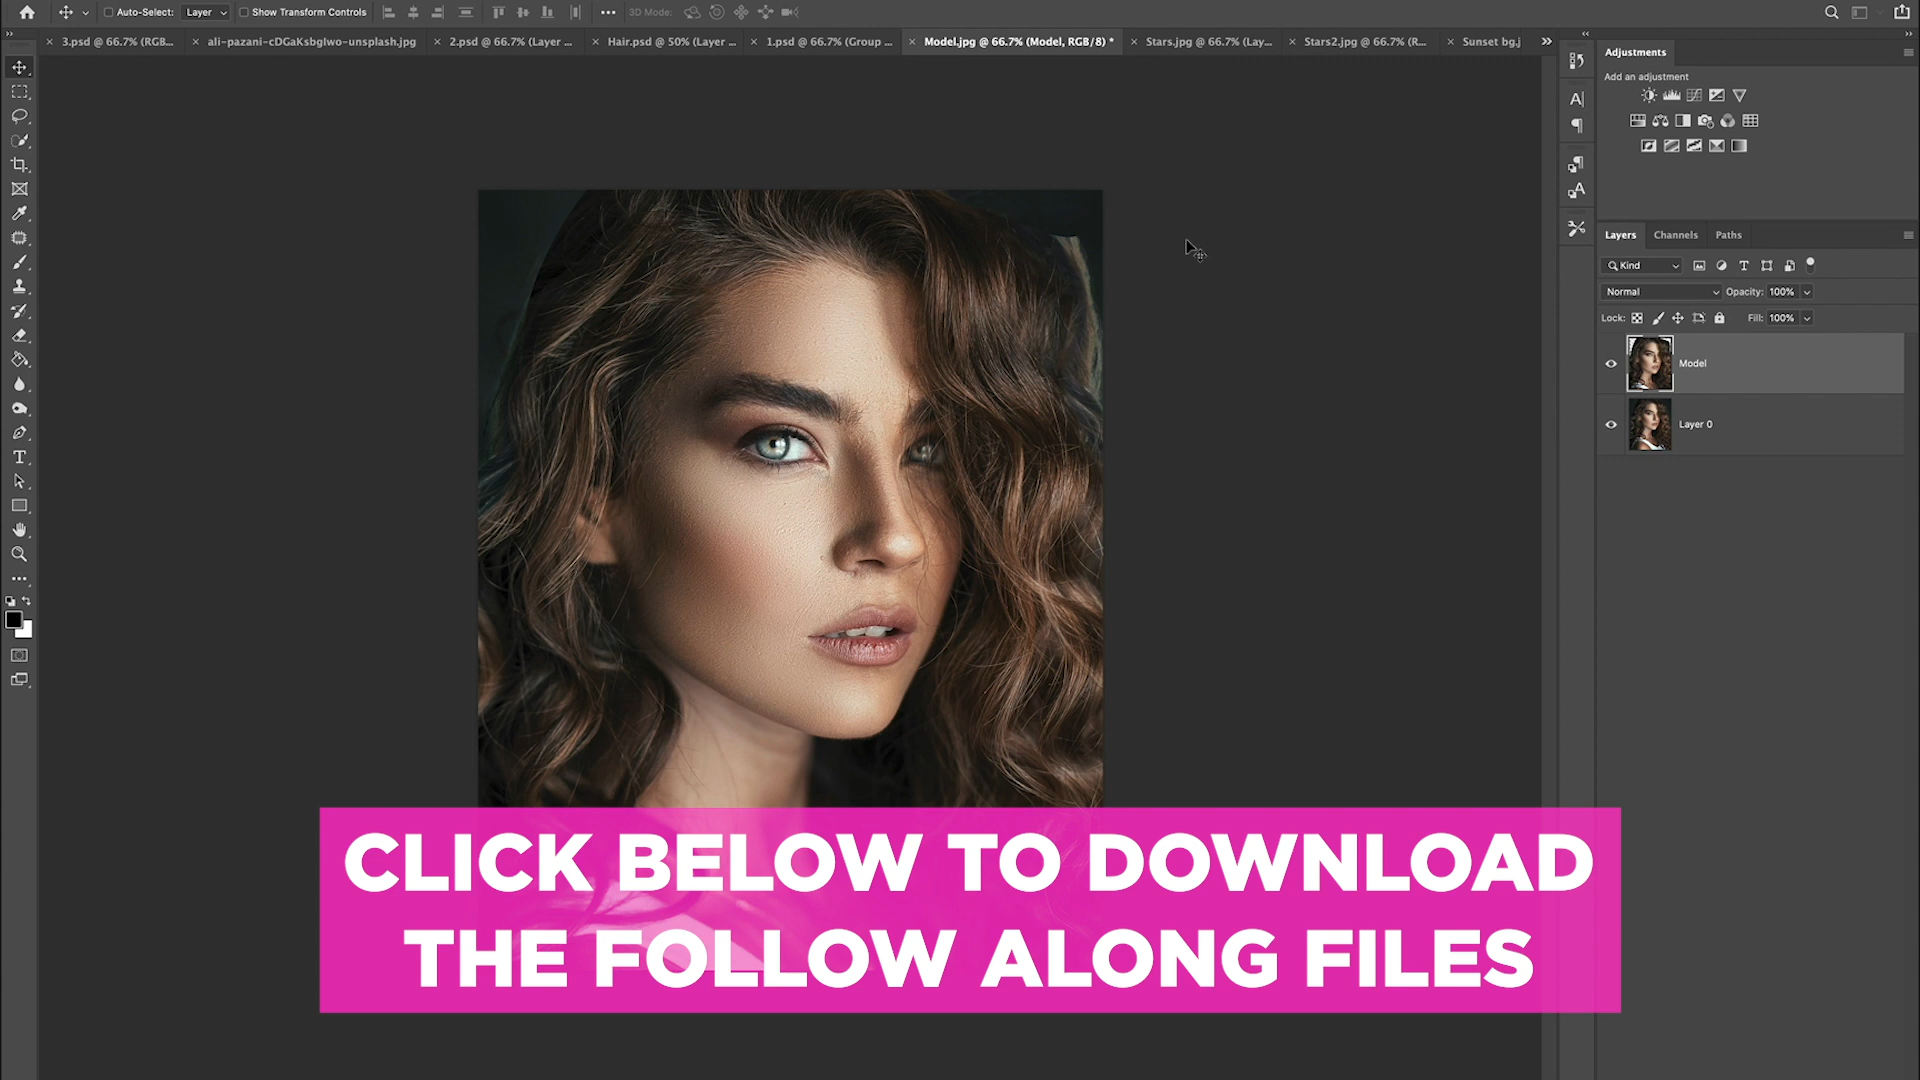 Auto-Select: Layer Show Transform Controls 3D Mode:
3.psd @ 66.7% (RGB... ali-pazani-cDGaKsbglwo-unsplash.jpg 2.psd @ 66.7% (Layer ... Hair.psd @ 50% (Layer ... 1.psd @ 66.7% (Group ... Model.jpg @ 66.7% (Model, RGB/8) * Stars.jpg @ 66.7% (Lay... Stars2.jpg @ 66.7% (R... Sunset bg.j
Adjustments
Add an adjustment
Layers Channels Paths
Kind
Normal Opacity: 100%
Lock: Fill: 100%
Model
Layer 0
CLICK BELOW TO DOWNLOAD
THE FOLLOW ALONG FILES